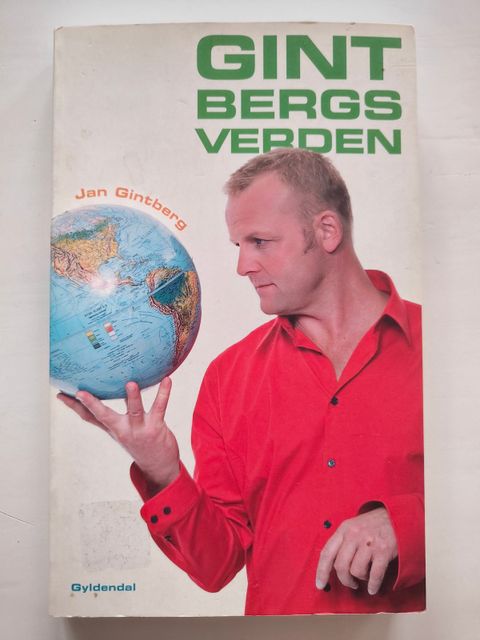 GINT
BERGS
VERDEN
Jan Gintberg
Gyldendal